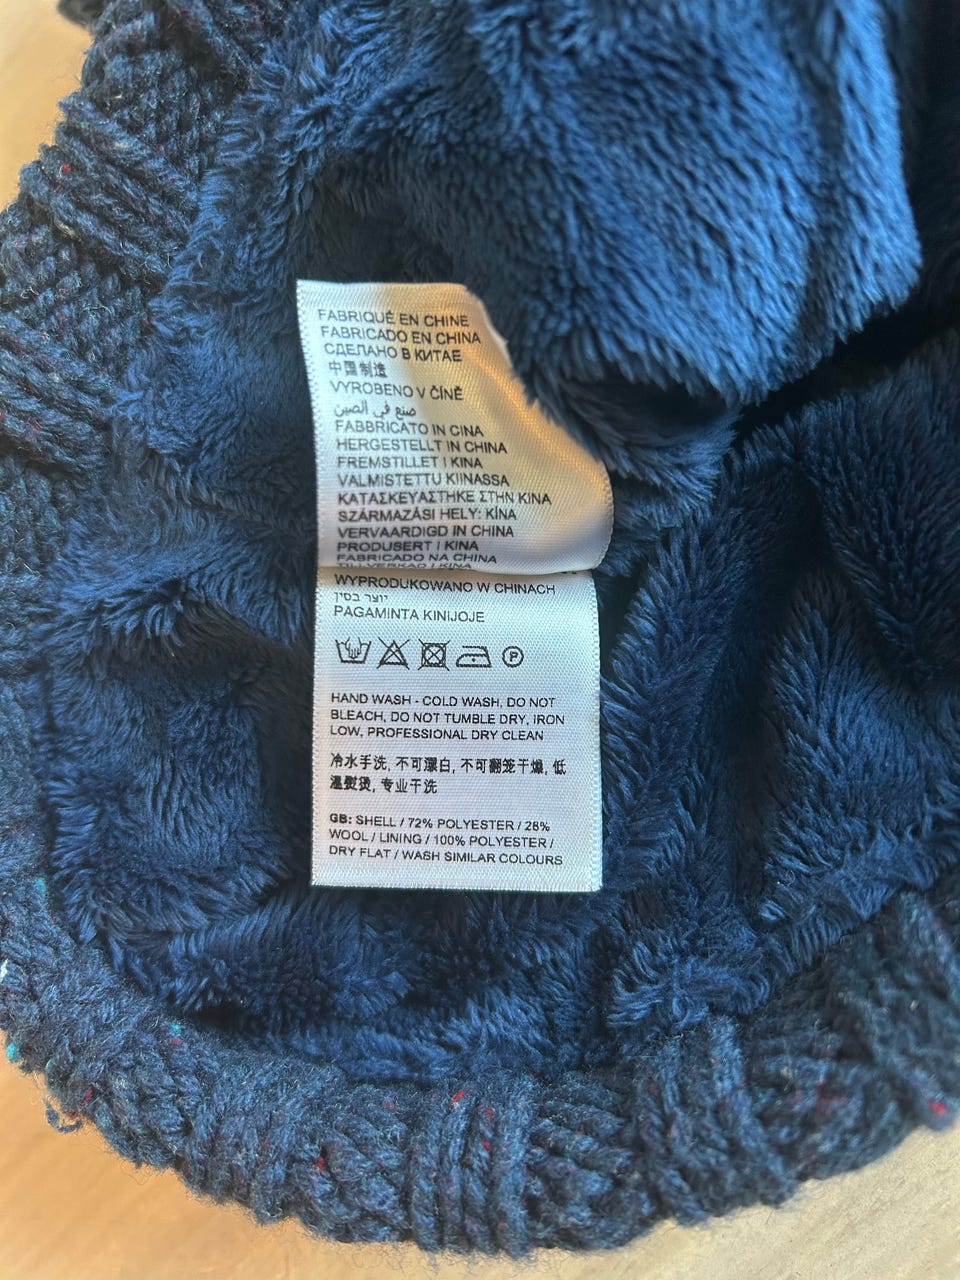 FABRIQUÉ EN CHINE
FABRICADO EN CHINA
СДЕЛАНО В КИТАЕ
中国制造
VYROBENO V ČÍNĚ
صنع في الصين
FABBRICATO IN CINA
HERGESTELLT IN CHINA
FREMSTILLET I KINA
VALMISTETTU KIINASSA
ΚΑΤΑΣΚΕΥΑΣΤΗΚΕ ΣΤΗΝ ΚΙΝΑ
SZÁRMAZÁSI HELY: KÍNA
VERVAARDIGD IN CHINA
PRODUSERT I KINA
FABRICADO NA CHINA
TILLVERKAD I KINA
WYPRODUKOWANO W CHINACH
יוצר בסין
PAGAMINTA KINIJOJE
P
HAND WASH - COLD WASH, DO NOT
BLEACH, DO NOT TUMBLE DRY, IRON
LOW, PROFESSIONAL DRY CLEAN
冷水手洗, 不可漂白, 不可翻笼干燥, 低
温熨烫, 专业干洗
GB: SHELL / 72% POLYESTER / 28%
WOOL / LINING / 100% POLYESTER /
DRY FLAT / WASH SIMILAR COLOURS